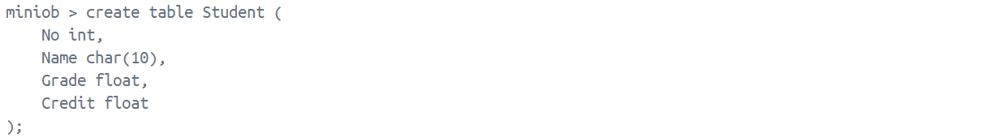 miniob > create table Student (
    No int,
    Name char(10),
    Grade float,
    Credit float
);